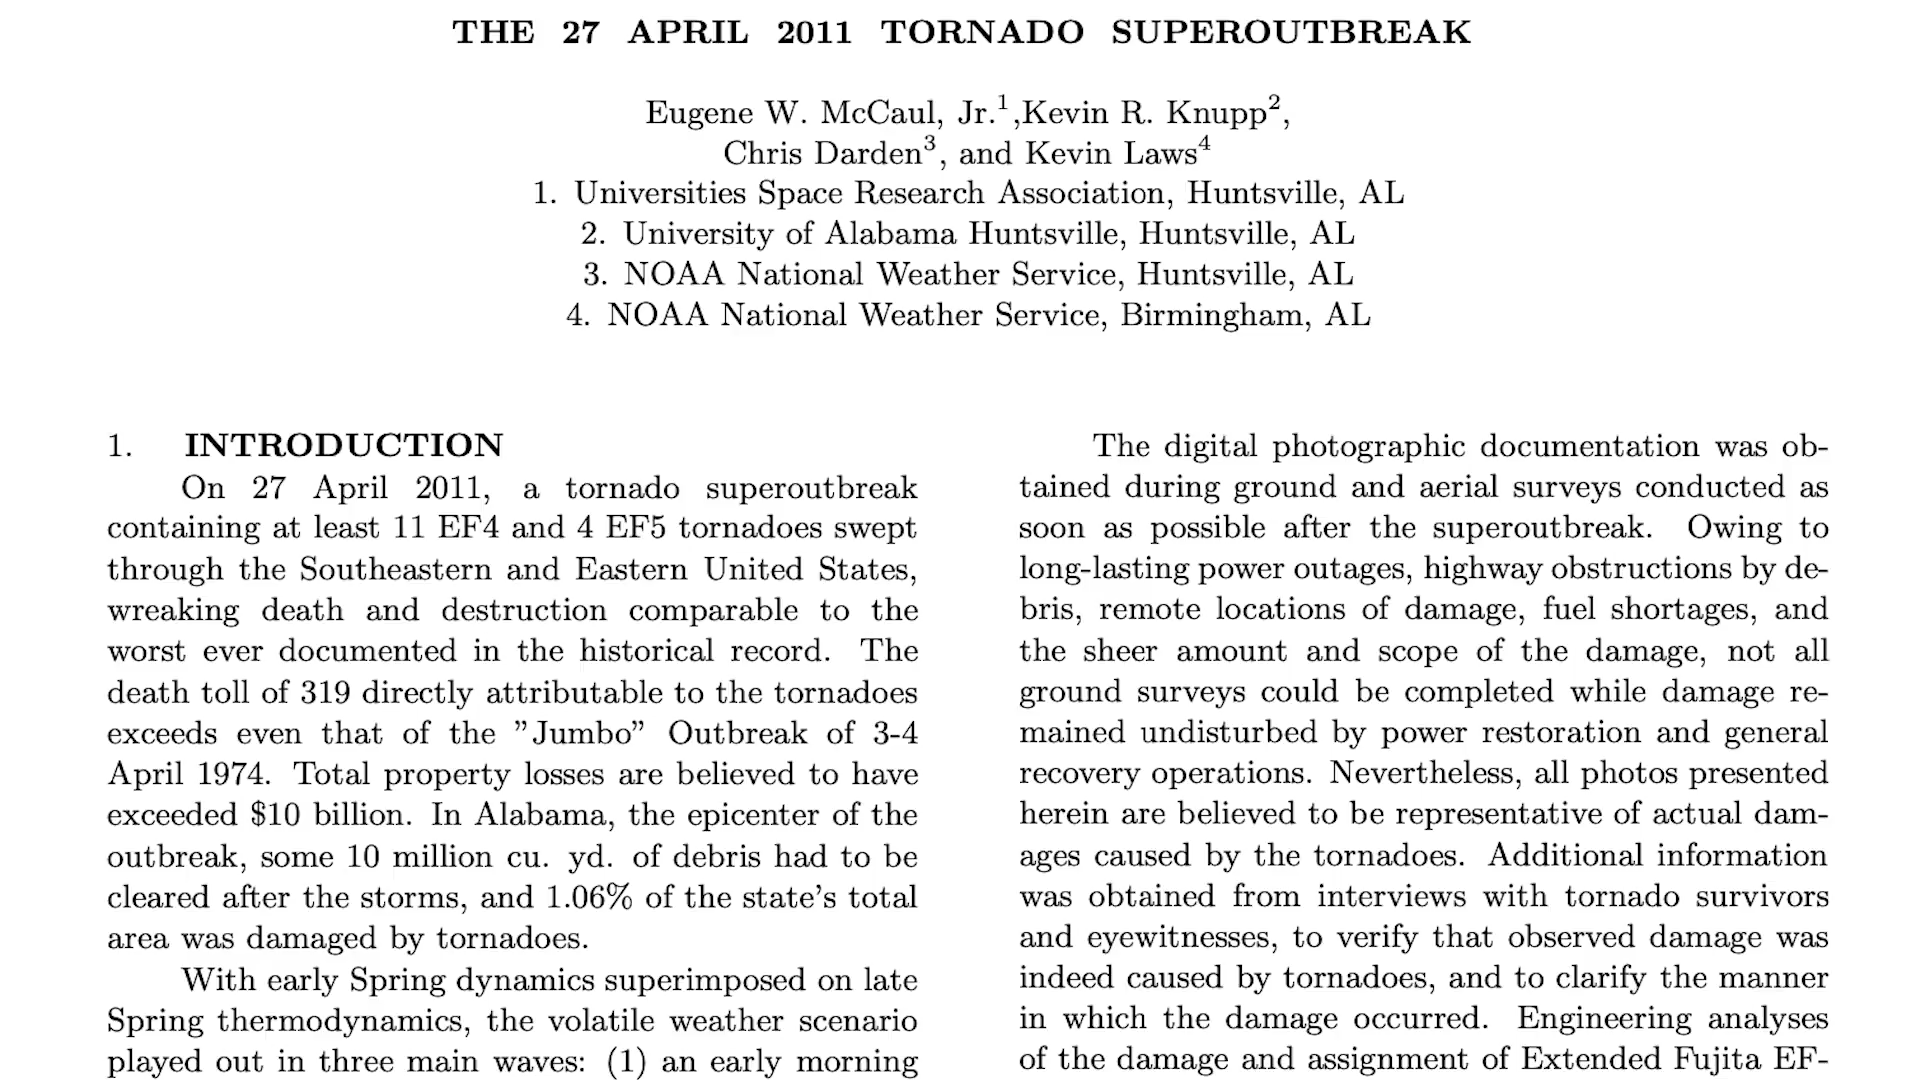 THE 27 APRIL 2011 TORNADO SUPEROUTBREAK
Eugene W. McCaul, Jr.¹,Kevin R. Knupp²,
Chris Darden³, and Kevin Laws⁴
1. Universities Space Research Association, Huntsville, AL
2. University of Alabama Huntsville, Huntsville, AL
3. NOAA National Weather Service, Huntsville, AL
4. NOAA National Weather Service, Birmingham, AL
1. INTRODUCTION
On 27 April 2011, a tornado superoutbreak
containing at least 11 EF4 and 4 EF5 tornadoes swept
through the Southeastern and Eastern United States,
wreaking death and destruction comparable to the
worst ever documented in the historical record. The
death toll of 319 directly attributable to the tornadoes
exceeds even that of the ”Jumbo” Outbreak of 3-4
April 1974. Total property losses are believed to have
exceeded $10 billion. In Alabama, the epicenter of the
outbreak, some 10 million cu. yd. of debris had to be
cleared after the storms, and 1.06% of the state’s total
area was damaged by tornadoes.
With early Spring dynamics superimposed on late
Spring thermodynamics, the volatile weather scenario
played out in three main waves: (1) an early morning
The digital photographic documentation was ob-
tained during ground and aerial surveys conducted as
soon as possible after the superoutbreak. Owing to
long-lasting power outages, highway obstructions by de-
bris, remote locations of damage, fuel shortages, and
the sheer amount and scope of the damage, not all
ground surveys could be completed while damage re-
mained undisturbed by power restoration and general
recovery operations. Nevertheless, all photos presented
herein are believed to be representative of actual dam-
ages caused by the tornadoes. Additional information
was obtained from interviews with tornado survivors
and eyewitnesses, to verify that observed damage was
indeed caused by tornadoes, and to clarify the manner
in which the damage occurred. Engineering analyses
of the damage and assignment of Extended Fujita EF-